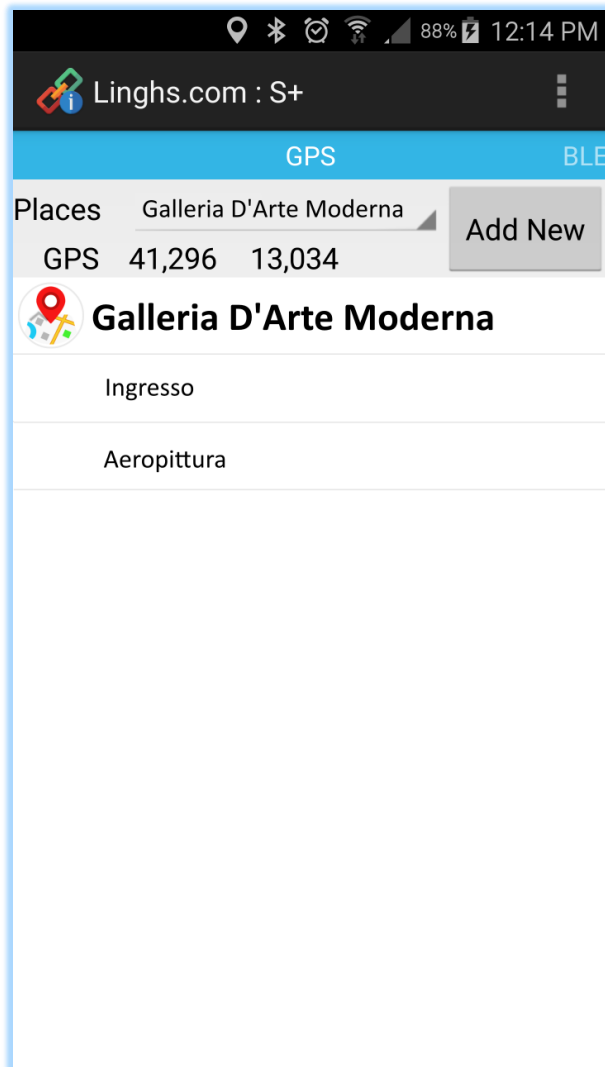 88% 12:14 PM
Linghs.com : S+
GPS BLE
Places Galleria D'Arte Moderna Add New
GPS 41,296 13,034
Galleria D'Arte Moderna
Ingresso
Aeropittura